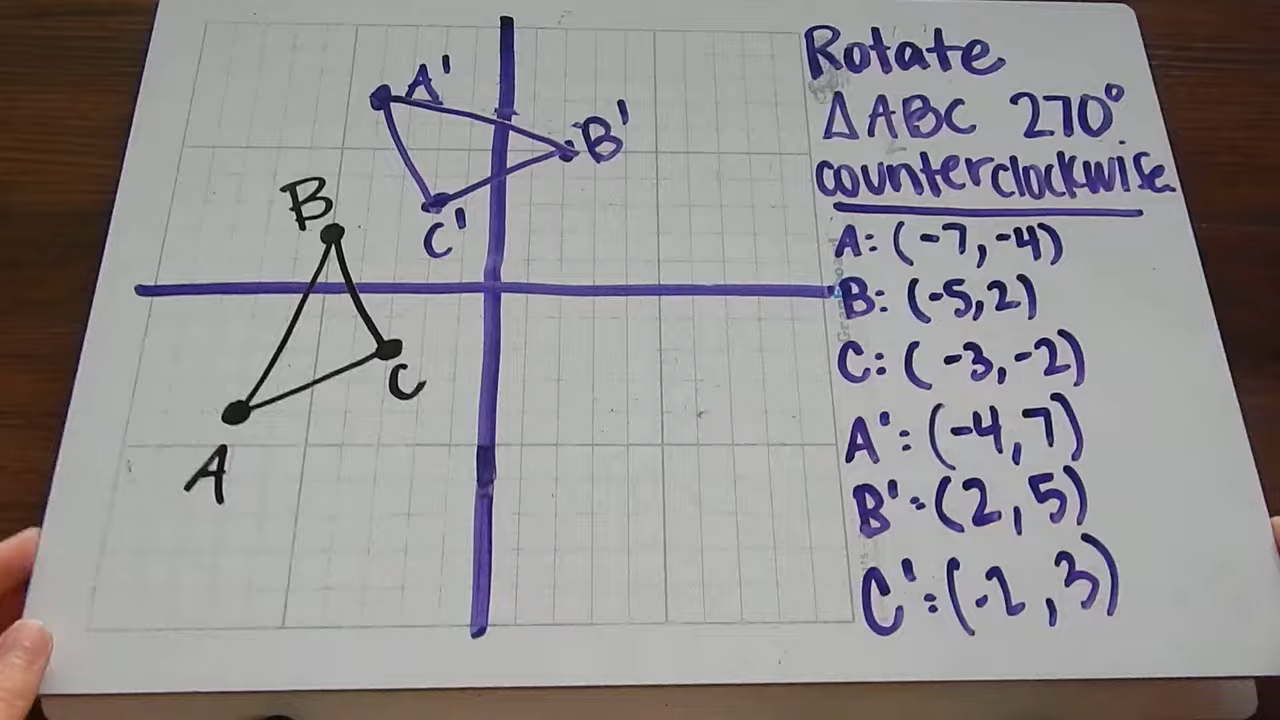 Rotate
△ABC 270°
counterclockwise
A: (-7, -4)
B: (-5, 2)
C: (-3, -2)
A': (-4, 7)
B': (2, 5)
C': (-2, 3)
A'
B'
C'
B
C
A